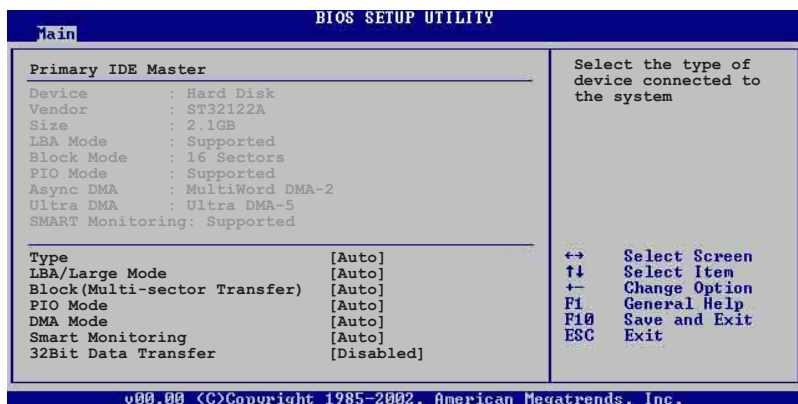 BIOS SETUP UTILITY
Main
Primary IDE Master
Device : Hard Disk
Vendor : ST32122A
Size : 2.1GB
LBA Mode : Supported
Block Mode : 16 Sectors
PIO Mode : Supported
Async DMA : MultiWord DMA-2
Ultra DMA : Ultra DMA-5
SMART Monitoring: Supported
Type [Auto]
LBA/Large Mode [Auto]
Block(Multi-sector Transfer) [Auto]
PIO Mode [Auto]
DMA Mode [Auto]
Smart Monitoring [Auto]
32Bit Data Transfer [Disabled]
Select the type of
device connected to
the system
↔ Select Screen
↑↓ Select Item
+- Change Option
F1 General Help
F10 Save and Exit
ESC Exit
v00.00 (C)Copyright 1985-2002, American Megatrends, Inc.